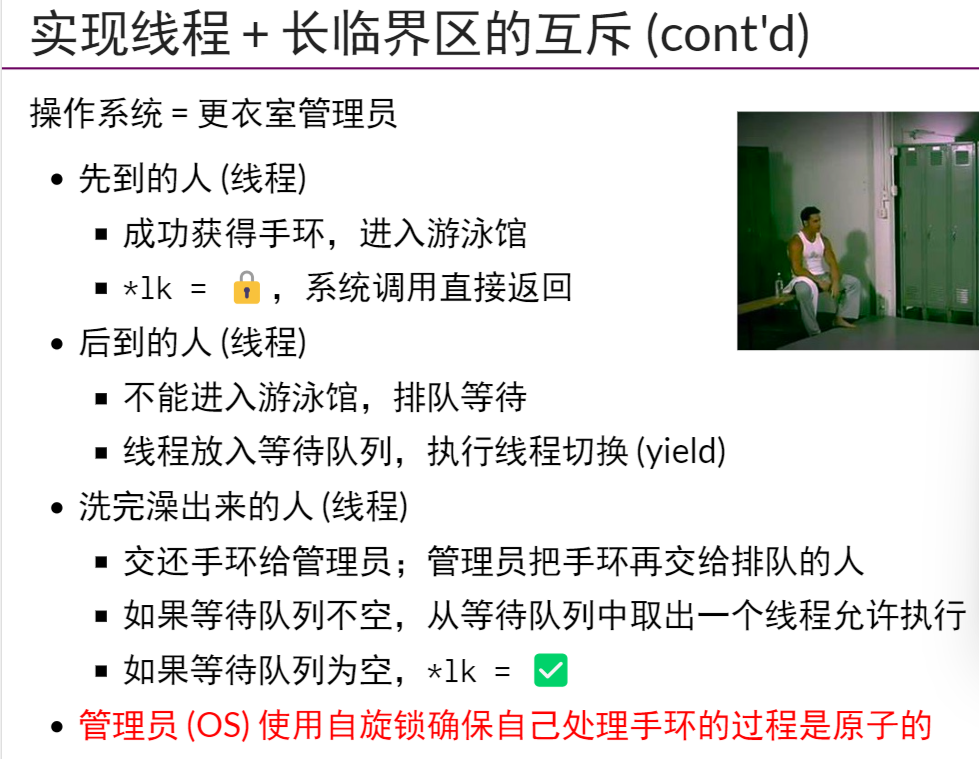 实现线程 + 长临界区的互斥 (cont'd)
操作系统 = 更衣室管理员
• 先到的人 (线程)
▪ 成功获得手环，进入游泳馆
▪ *lk = 🔒，系统调用直接返回
• 后到的人 (线程)
▪ 不能进入游泳馆，排队等待
▪ 线程放入等待队列，执行线程切换 (yield)
• 洗完澡出来的人 (线程)
▪ 交还手环给管理员；管理员把手环再交给排队的人
▪ 如果等待队列不空，从等待队列中取出一个线程允许执行
▪ 如果等待队列为空，*lk = ✅
• 管理员 (OS) 使用自旋锁确保自己处理手环的过程是原子的